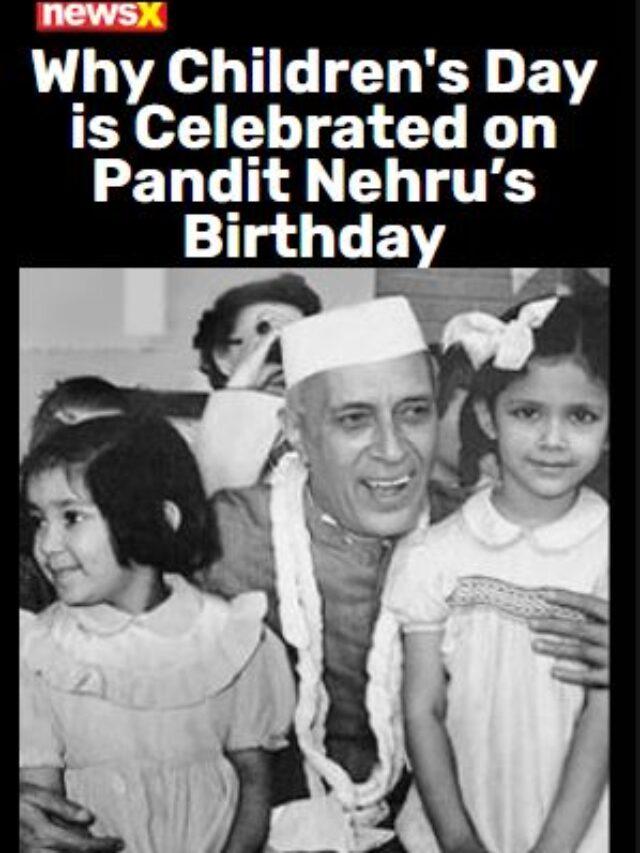 newsx
Why Children's Day
is Celebrated on
Pandit Nehru’s
Birthday